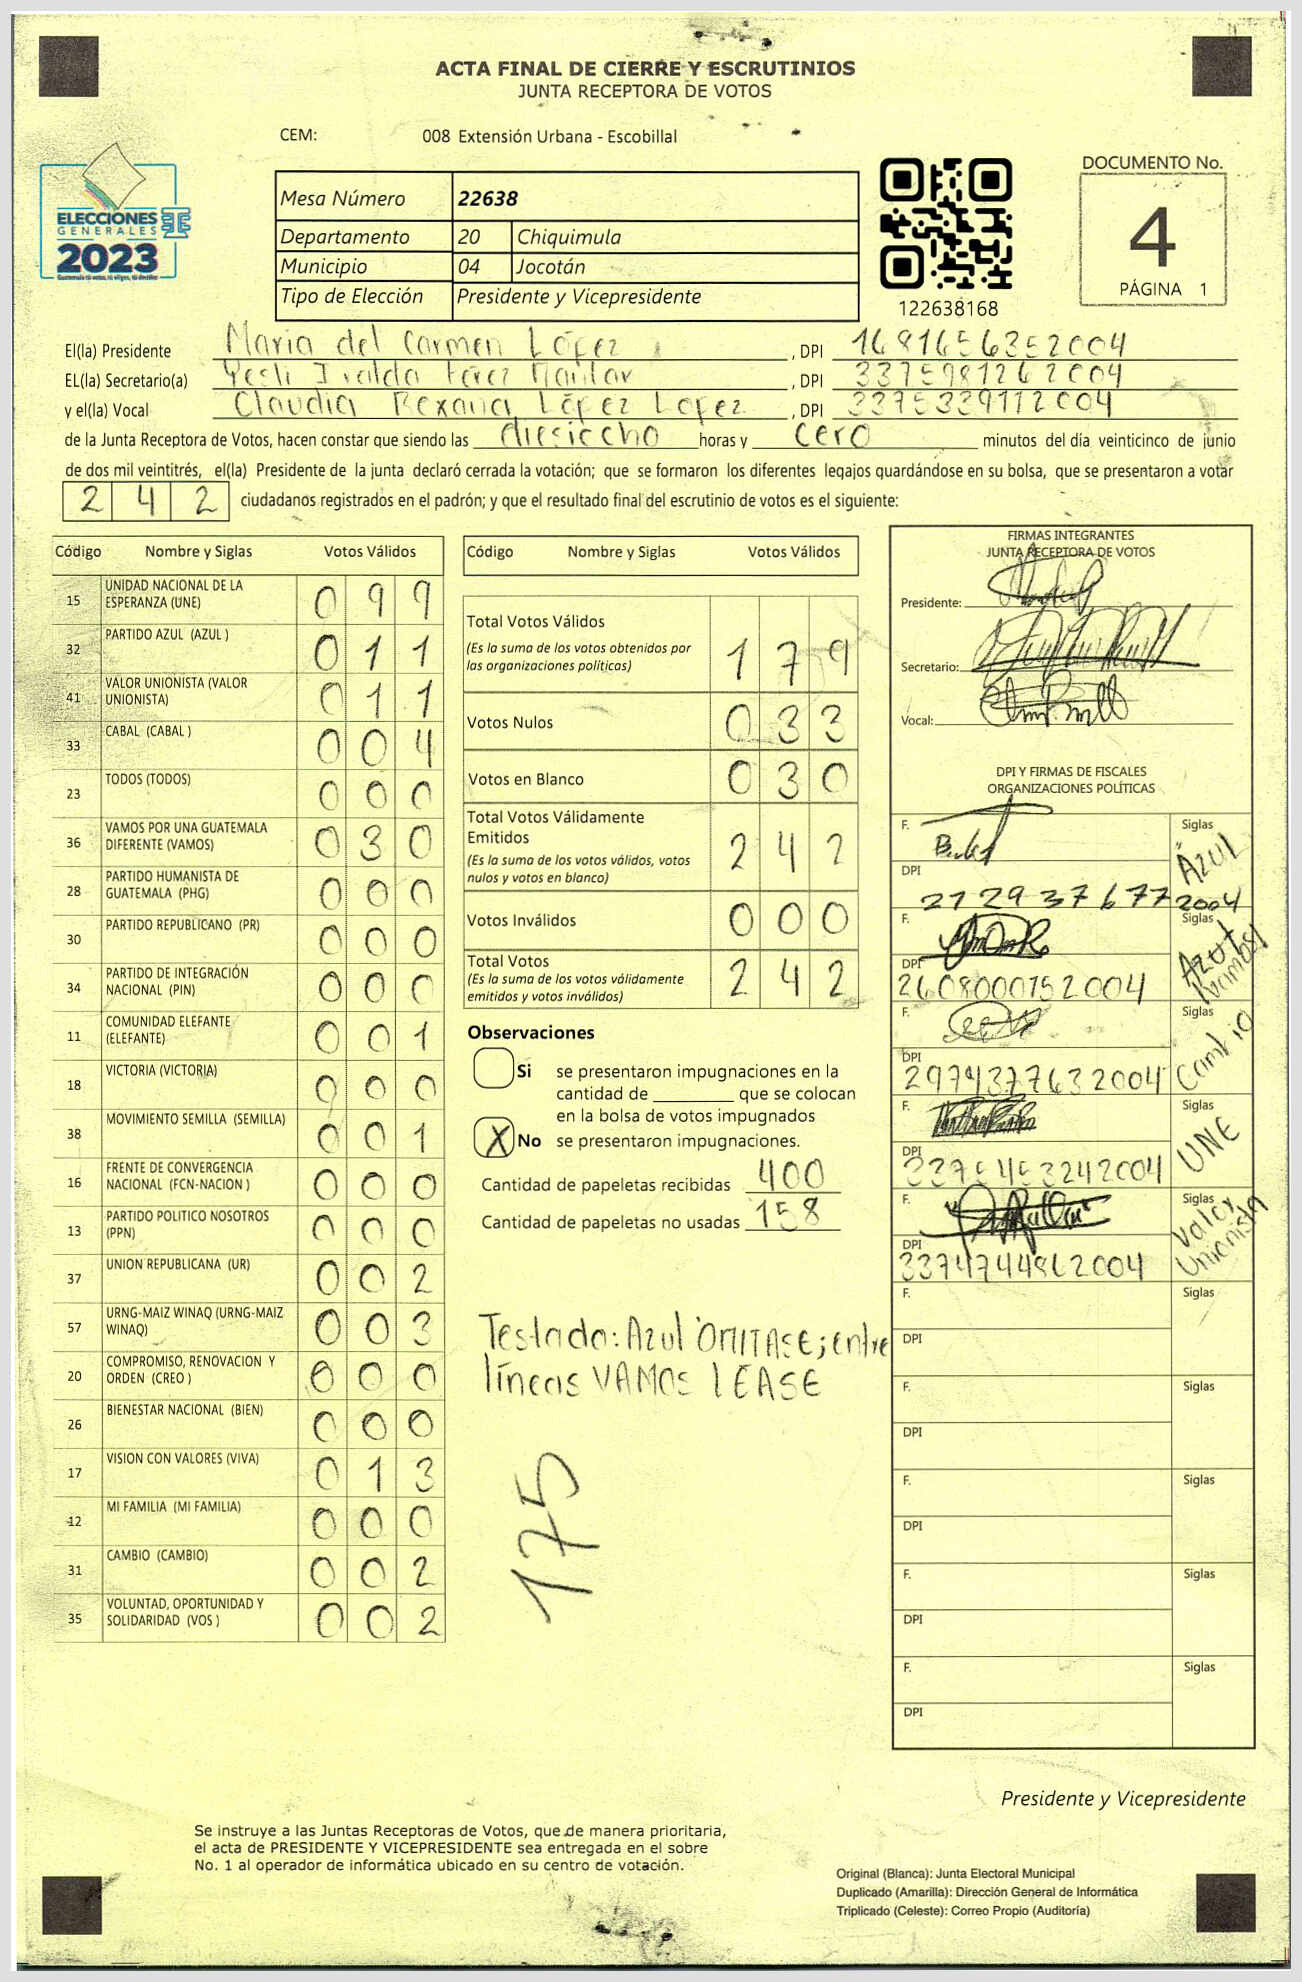 ACTA FINAL DE CIERRE Y ESCRUTINIOS
JUNTA RECEPTORA DE VOTOS
CEM: 008 Extensión Urbana - Escobillal
ELECCIONES
GENERALES
2023
Mesa Número 22638
Departamento 20 Chiquimula
Municipio 04 Jocotán
Tipo de Elección Presidente y Vicepresidente
122638168
DOCUMENTO No.
4
PÁGINA 1
El(la) Presidente Maria del Carmen López , DPI 1681656352004
EL(la) Secretario(a) , DPI 3375981262004
y el(la) Vocal Claudia Roxana López Lopez , DPI 3375339112004
de la Junta Receptora de Votos, hacen constar que siendo las diesiocho horas y cero minutos del día veinticinco de junio
de dos mil veintitrés, el(la) Presidente de la junta declaró cerrada la votación; que se formaron los diferentes legajos quardándose en su bolsa, que se presentaron a votar
2 4 2 ciudadanos registrados en el padrón; y que el resultado final del escrutinio de votos es el siguiente:
Código Nombre y Siglas Votos Válidos
15 UNIDAD NACIONAL DE LA ESPERANZA (UNE) 0 9 9
32 PARTIDO AZUL (AZUL ) 0 1 1
41 VALOR UNIONISTA (VALOR UNIONISTA) 0 1 1
33 CABAL (CABAL ) 0 0 4
23 TODOS (TODOS) 0 0 0
36 VAMOS POR UNA GUATEMALA DIFERENTE (VAMOS) 0 3 0
28 PARTIDO HUMANISTA DE GUATEMALA (PHG) 0 0 0
30 PARTIDO REPUBLICANO (PR) 0 0 0
34 PARTIDO DE INTEGRACIÓN NACIONAL (PIN) 0 0 0
11 COMUNIDAD ELEFANTE (ELEFANTE) 0 0 1
18 VICTORIA (VICTORIA) 0 0 0
38 MOVIMIENTO SEMILLA (SEMILLA) 0 0 1
16 FRENTE DE CONVERGENCIA NACIONAL (FCN-NACION ) 0 0 0
13 PARTIDO POLITICO NOSOTROS (PPN) 0 0 0
37 UNION REPUBLICANA (UR) 0 0 2
57 URNG-MAIZ WINAQ (URNG-MAIZ WINAQ) 0 0 3
20 COMPROMISO, RENOVACION Y ORDEN (CREO ) 0 0 0
26 BIENESTAR NACIONAL (BIEN) 0 0 0
17 VISION CON VALORES (VIVA) 0 1 3
12 MI FAMILIA (MI FAMILIA) 0 0 0
31 CAMBIO (CAMBIO) 0 0 2
35 VOLUNTAD, OPORTUNIDAD Y SOLIDARIDAD (VOS ) 0 0 2
Código Nombre y Siglas Votos Válidos
Total Votos Válidos 1 7 9
(Es la suma de los votos obtenidos por
las organizaciones políticas)
Votos Nulos 0 3 3
Votos en Blanco 0 3 0
Total Votos Válidamente
Emitidos 2 4 2
(Es la suma de los votos válidos, votos
nulos y votos en blanco)
Votos Inválidos 0 0 0
Total Votos 2 4 2
(Es la suma de los votos válidamente
emitidos y votos inválidos)
Observaciones
Si se presentaron impugnaciones en la
cantidad de ________ que se colocan
en la bolsa de votos impugnados
X No se presentaron impugnaciones.
Cantidad de papeletas recibidas 400
Cantidad de papeletas no usadas 158
Testado: Azul OMITASE; entre
líneas VAMOS LEASE
175
FIRMAS INTEGRANTES
JUNTA RECEPTORA DE VOTOS
Presidente:
Secretario:
Vocal:
DPI Y FIRMAS DE FISCALES
ORGANIZACIONES POLÍTICAS
F. Siglas Azul
DPI 272937677 2004
F. Siglas Azul Vamos
DPI 2608000752004
F. Siglas Cambio
DPI 2974377632004
F. Siglas UNE
DPI 3375453242004
F. Siglas Valor Unionista
DPI 3374744862004
F. Siglas
DPI
F. Siglas
DPI
F. Siglas
DPI
F. Siglas
DPI
F. Siglas
DPI
Presidente y Vicepresidente
Se instruye a las Juntas Receptoras de Votos, que de manera prioritaria,
el acta de PRESIDENTE Y VICEPRESIDENTE sea entregada en el sobre
No. 1 al operador de informática ubicado en su centro de votación.
Original (Blanca): Junta Electoral Municipal
Duplicado (Amarilla): Dirección General de Informática
Triplicado (Celeste): Correo Propio (Auditoría)